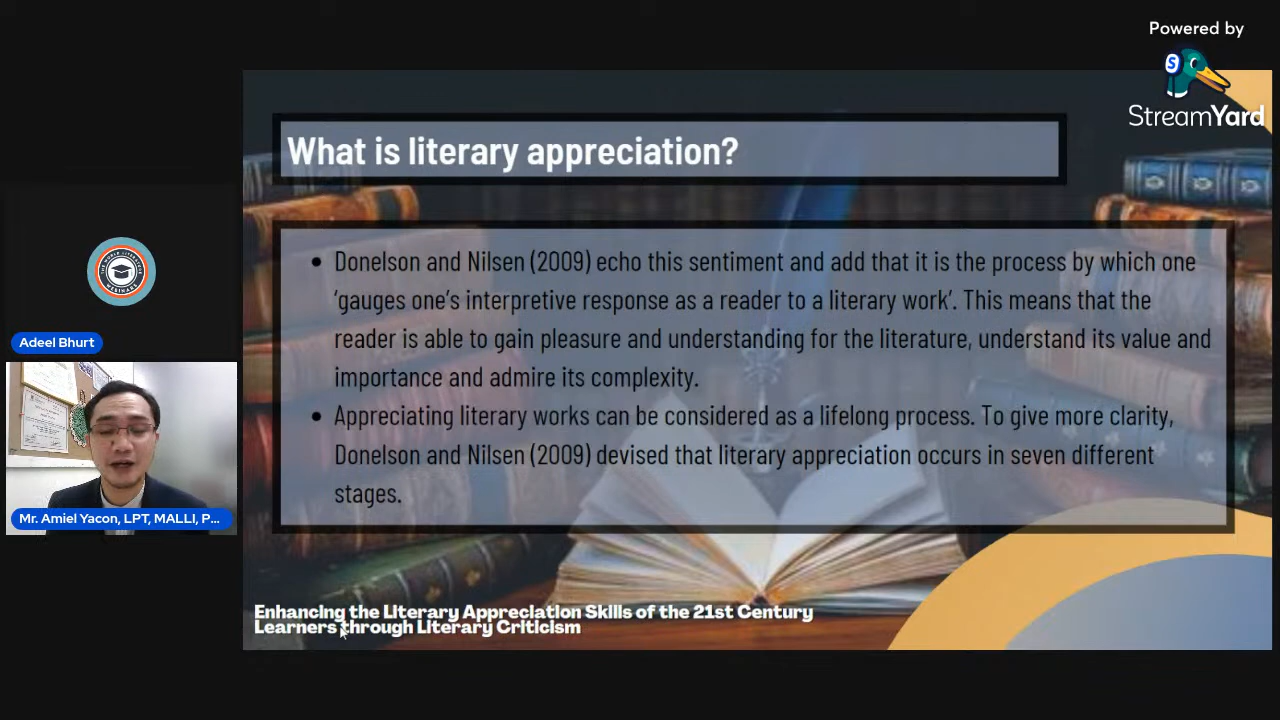 Powered by
StreamYard
What is literary appreciation?
• Donelson and Nilsen (2009) echo this sentiment and add that it is the process by which one
‘gauges one’s interpretive response as a reader to a literary work’. This means that the
reader is able to gain pleasure and understanding for the literature, understand its value and
importance and admire its complexity.
• Appreciating literary works can be considered as a lifelong process. To give more clarity,
Donelson and Nilsen (2009) devised that literary appreciation occurs in seven different
stages.
Adeel Bhurt
Mr. Amiel Yacon, LPT, MALLI, P...
Enhancing the Literary Appreciation Skills of the 21st Century
Learners through Literary Criticism